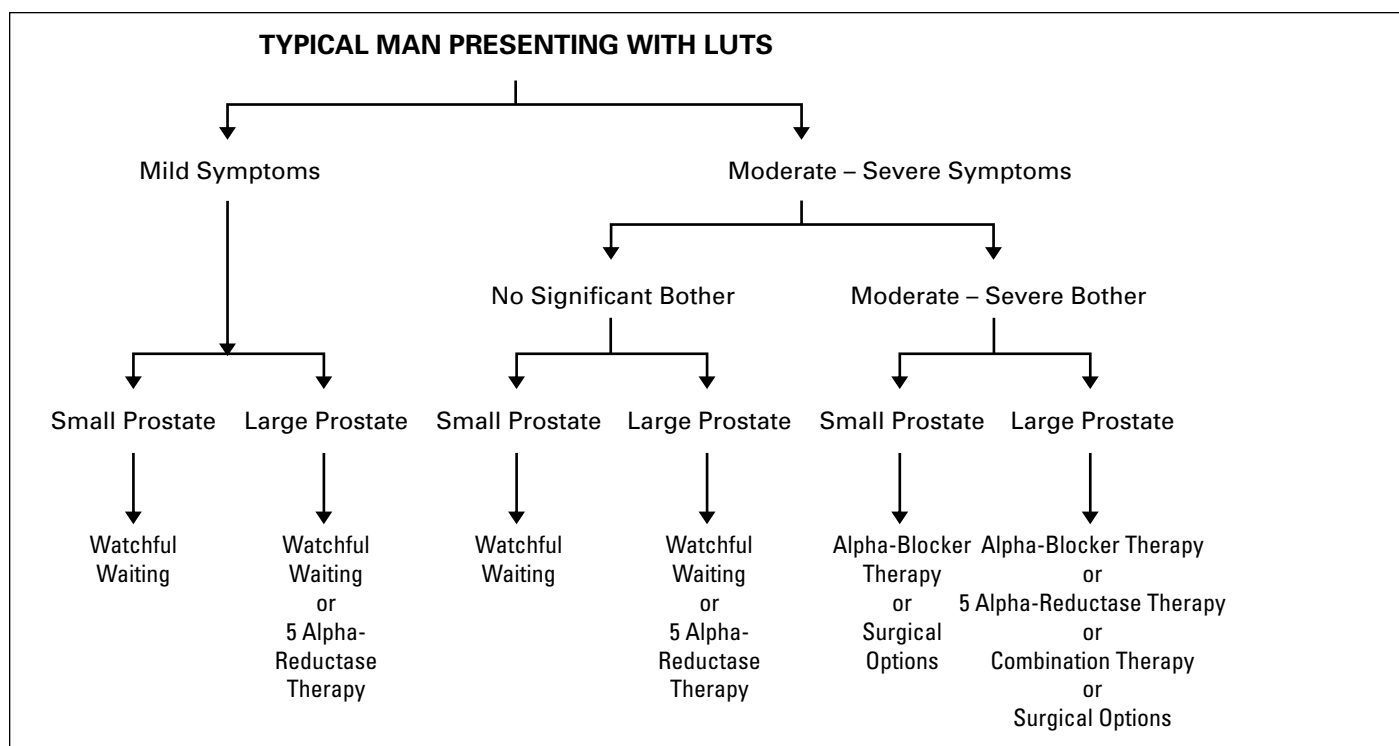 TYPICAL MAN PRESENTING WITH LUTS
Mild Symptoms
Moderate – Severe Symptoms
No Significant Bother
Moderate – Severe Bother
Small Prostate
Large Prostate
Small Prostate
Large Prostate
Small Prostate
Large Prostate
Watchful
Waiting
Watchful
Waiting
or
5 Alpha-
Reductase
Therapy
Watchful
Waiting
Watchful
Waiting
or
5 Alpha-
Reductase
Therapy
Alpha-Blocker
Therapy
or
Surgical
Options
Alpha-Blocker Therapy
or
5 Alpha-Reductase Therapy
or
Combination Therapy
or
Surgical Options